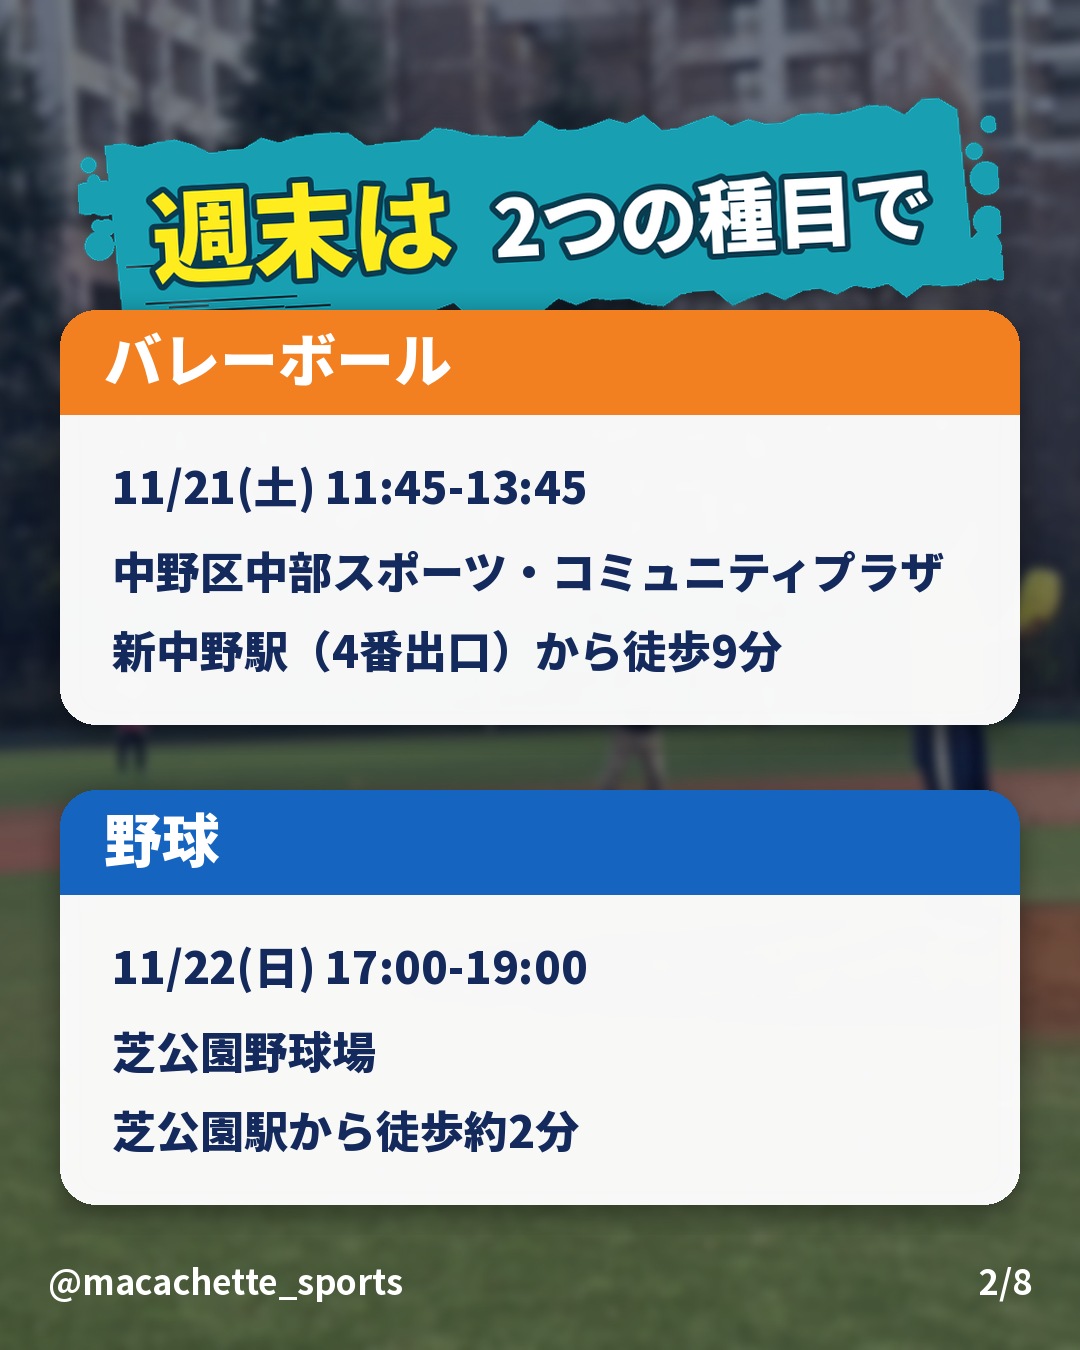 週末は 2つの種目で
バレーボール
11/21(土) 11:45-13:45
中野区中部スポーツ・コミュニティプラザ
新中野駅（4番出口）から徒歩9分
野球
11/22(日) 17:00-19:00
芝公園野球場
芝公園駅から徒歩約2分
@macachette_sports
2/8